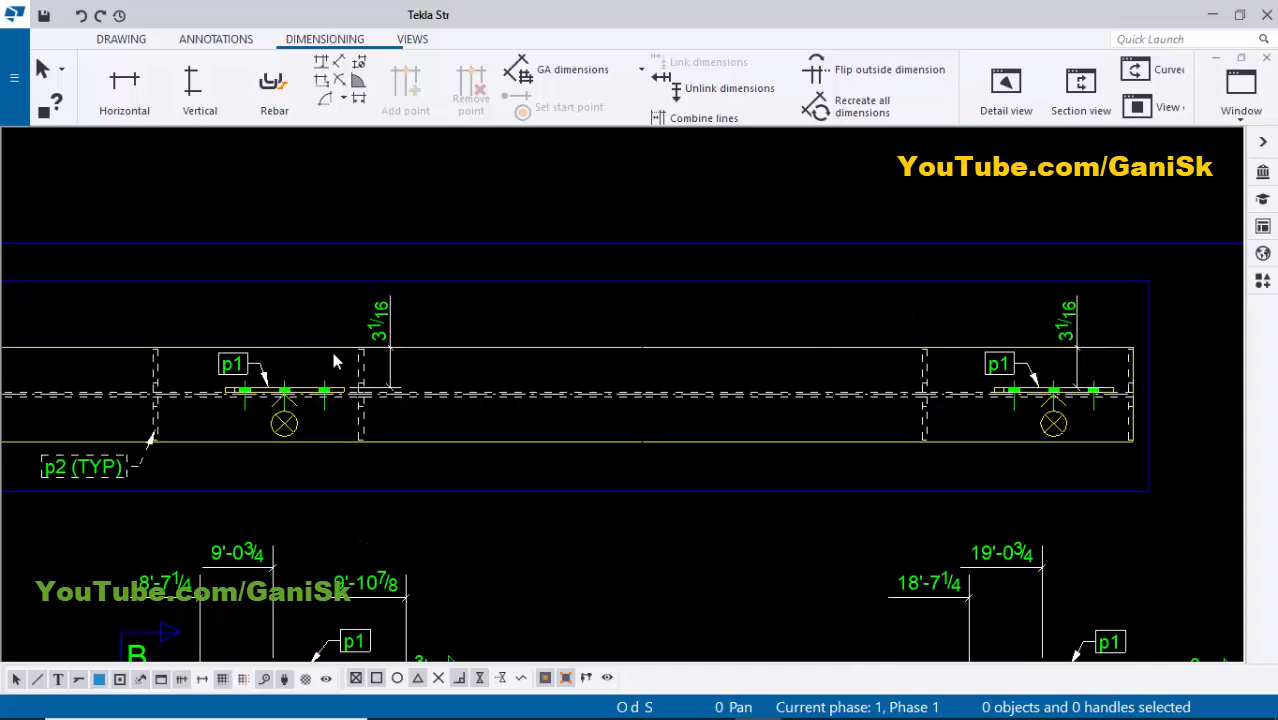 Tekla Str
DRAWING ANNOTATIONS DIMENSIONING VIEWS
Quick Launch
Horizontal
Vertical
Rebar
Add point
Remove point
GA dimensions
Set start point
Link dimensions
Unlink dimensions
Combine lines
Flip outside dimension
Recreate all dimensions
Detail view
Section view
Curve
View
Window
YouTube.com/GaniSk
3 1/16
3 1/16
p1
p1
p2 (TYP)
9'-0 3/4
19'-0 3/4
8'-7 1/4
9'-10 7/8
18'-7 1/4
YouTube.com/GaniSk
B
p1
p1
O d S
0 Pan
Current phase: 1, Phase 1
0 objects and 0 handles selected